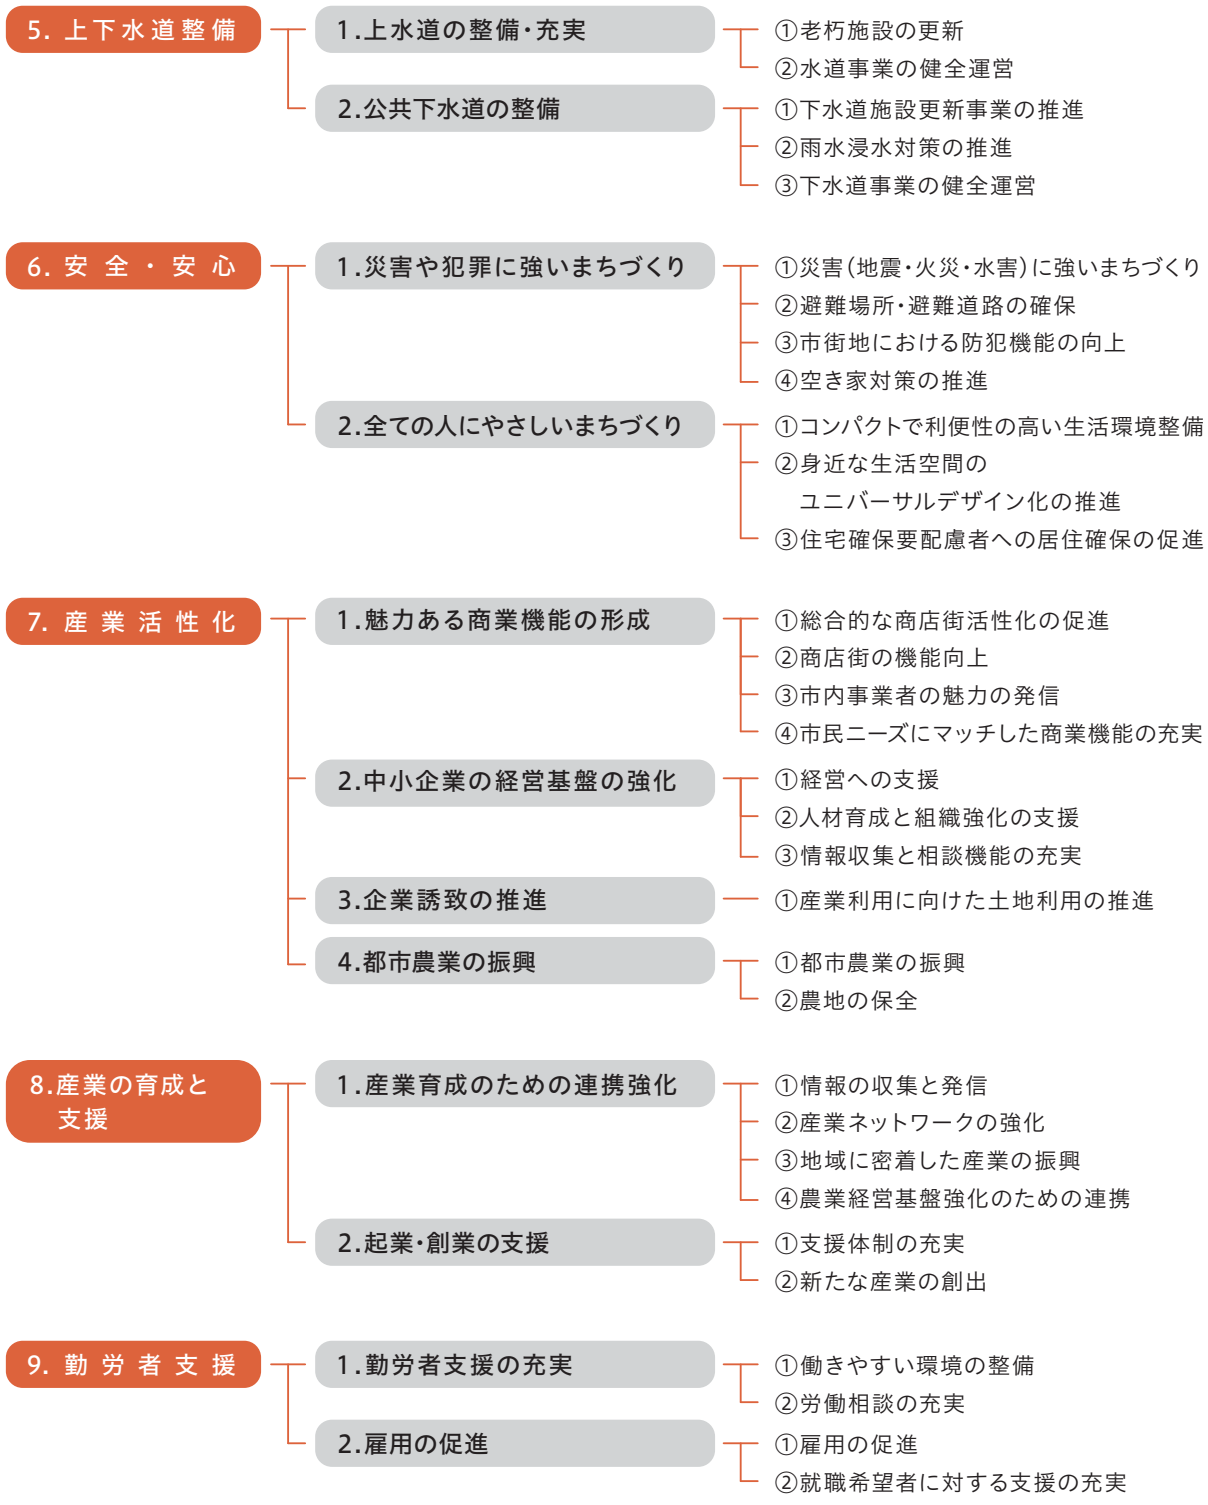 5. 上下水道整備
1.上水道の整備・充実
①老朽施設の更新
②水道事業の健全運営
2.公共下水道の整備
①下水道施設更新事業の推進
②雨水浸水対策の推進
③下水道事業の健全運営
6. 安全・安心
1.災害や犯罪に強いまちづくり
①災害(地震・火災・水害)に強いまちづくり
②避難場所・避難道路の確保
③市街地における防犯機能の向上
④空き家対策の推進
2.全ての人にやさしいまちづくり
①コンパクトで利便性の高い生活環境整備
②身近な生活空間の
ユニバーサルデザイン化の推進
③住宅確保要配慮者への居住確保の促進
7. 産業活性化
1.魅力ある商業機能の形成
①総合的な商店街活性化の促進
②商店街の機能向上
③市内事業者の魅力の発信
④市民ニーズにマッチした商業機能の充実
2.中小企業の経営基盤の強化
①経営への支援
②人材育成と組織強化の支援
③情報収集と相談機能の充実
3.企業誘致の推進
①産業利用に向けた土地利用の推進
4.都市農業の振興
①都市農業の振興
②農地の保全
8.産業の育成と
支援
1.産業育成のための連携強化
①情報の収集と発信
②産業ネットワークの強化
③地域に密着した産業の振興
④農業経営基盤強化のための連携
2.起業・創業の支援
①支援体制の充実
②新たな産業の創出
9. 勤労者支援
1.勤労者支援の充実
①働きやすい環境の整備
②労働相談の充実
2.雇用の促進
①雇用の促進
②就職希望者に対する支援の充実